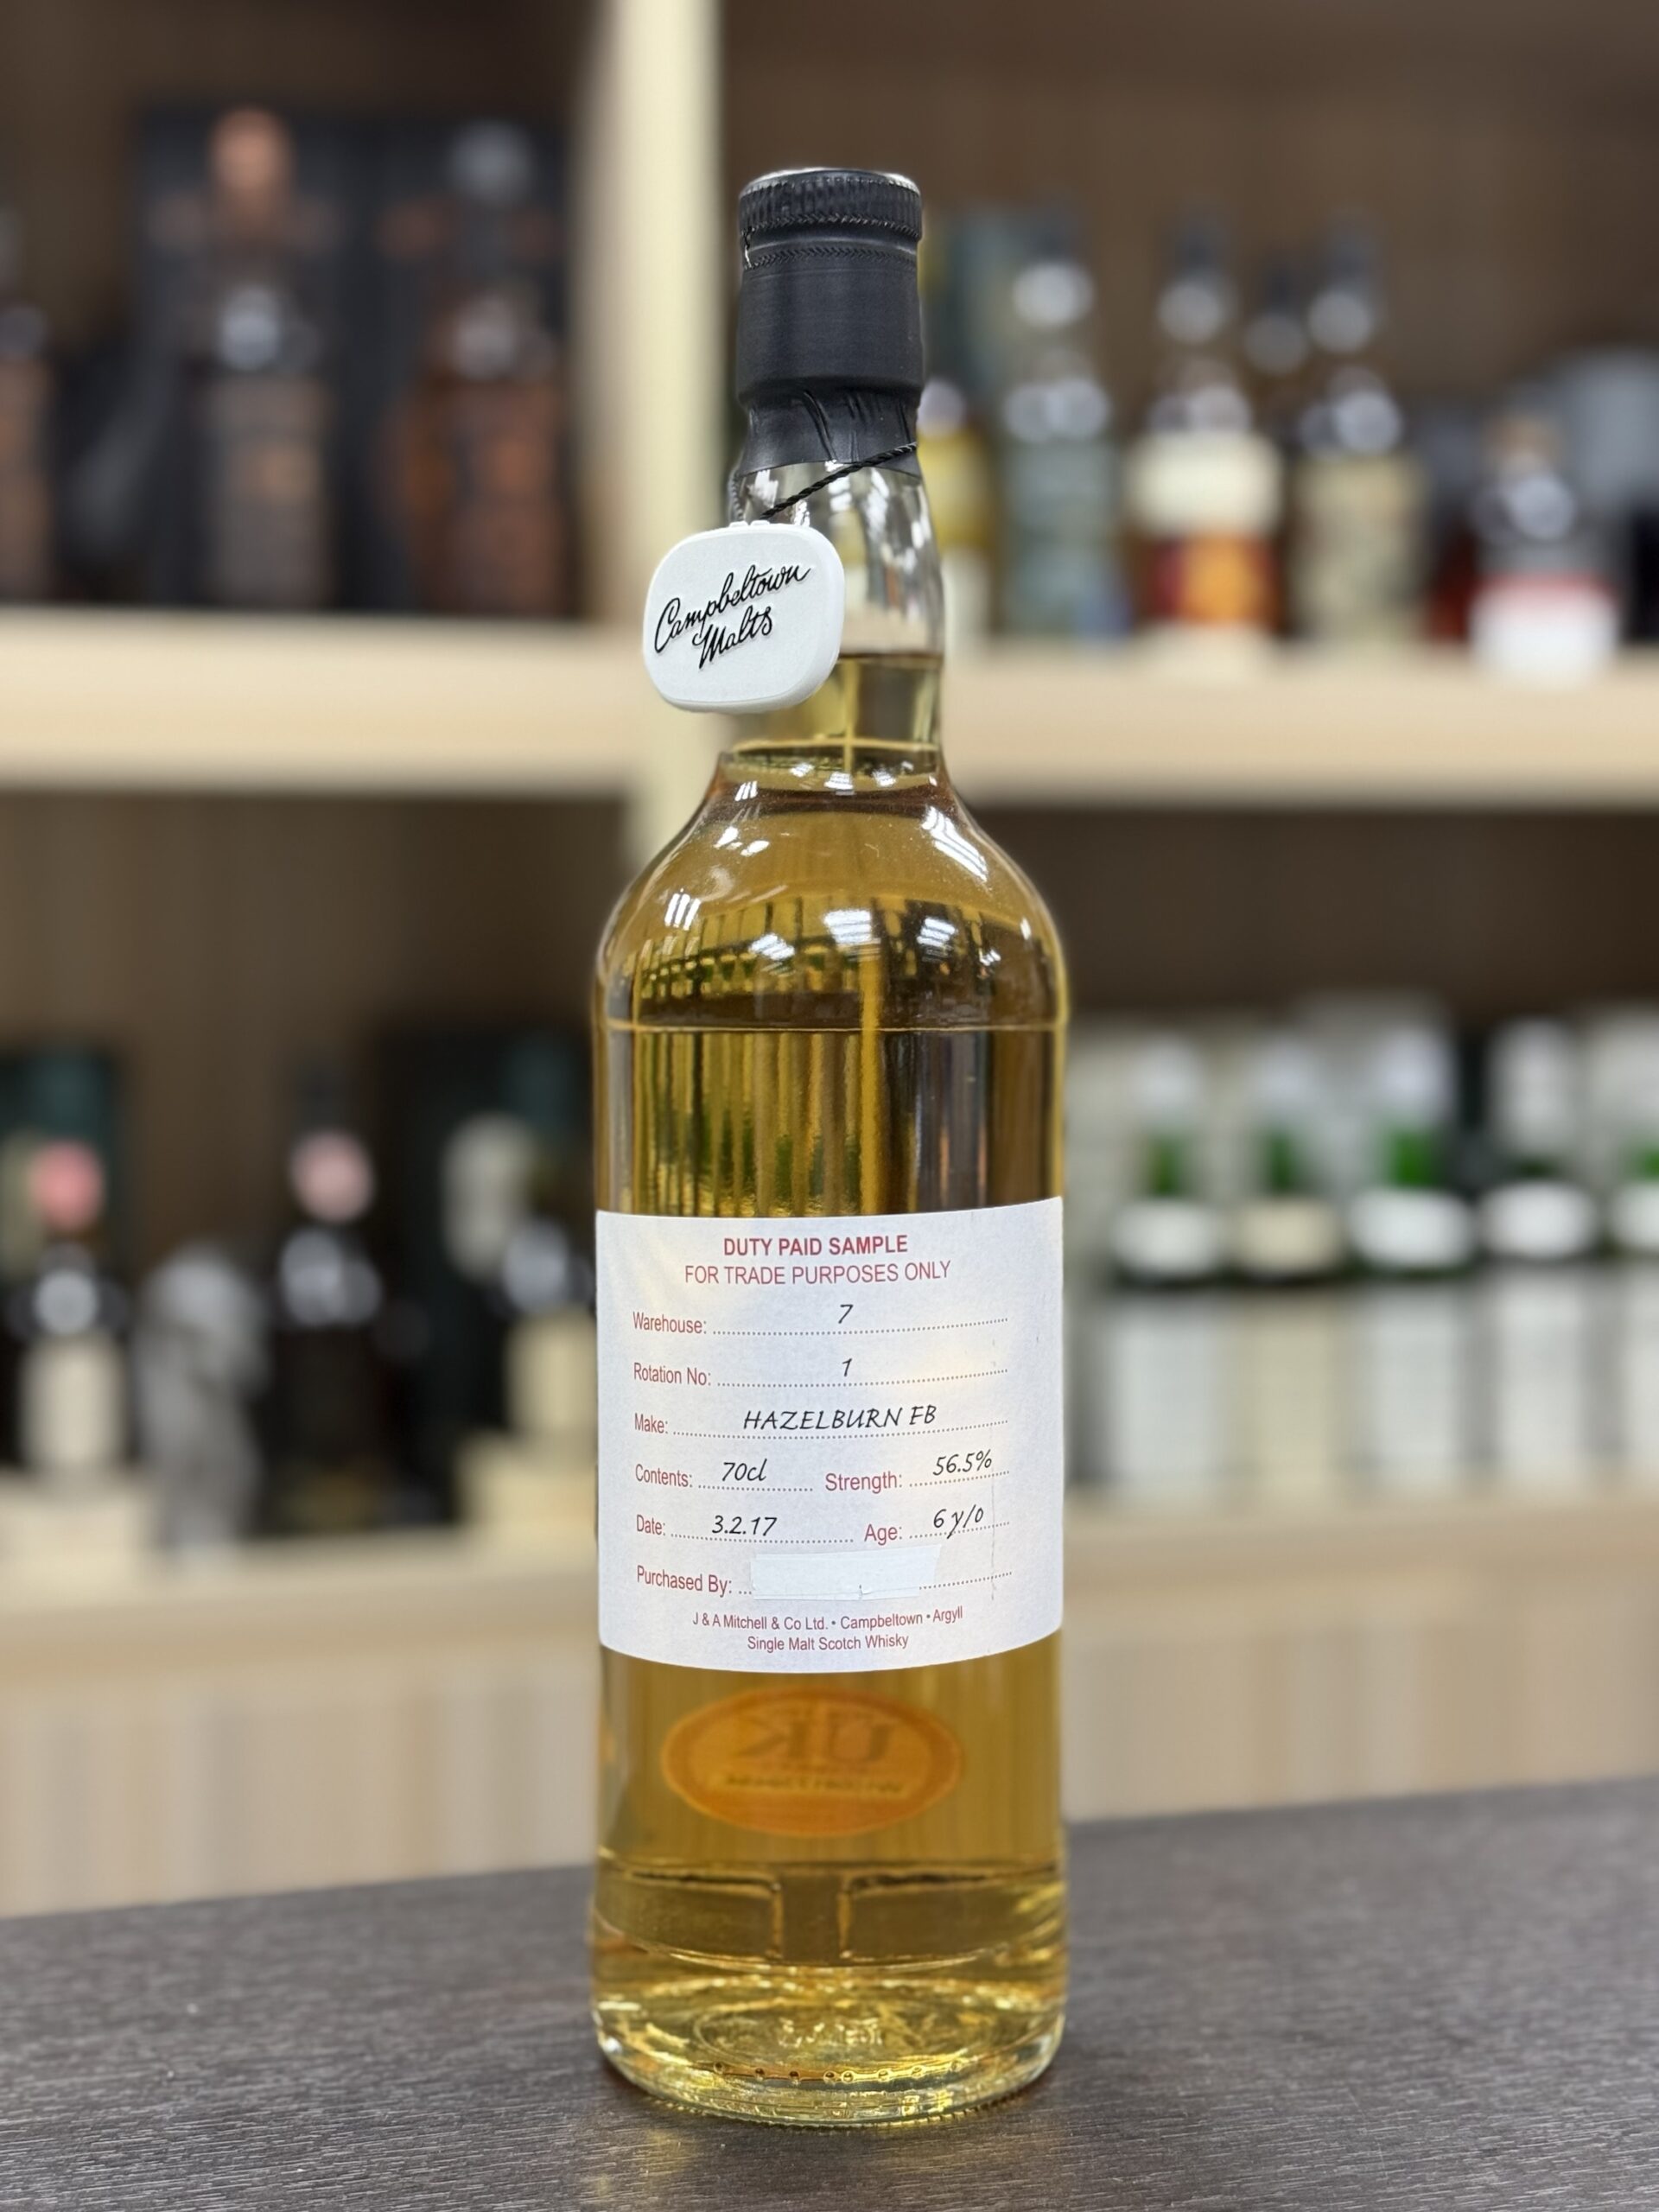 Campbeltown
Malts
DUTY PAID SAMPLE
FOR TRADE PURPOSES ONLY
Warehouse: 7
Rotation No: 1
Make: HAZELBURN FB
Contents: 70cl Strength: 56.5%
Date: 3.2.17 Age: 6 y/o
Purchased By:
J & A Mitchell & Co Ltd. • Campbeltown • Argyll
Single Malt Scotch Whisky
UK